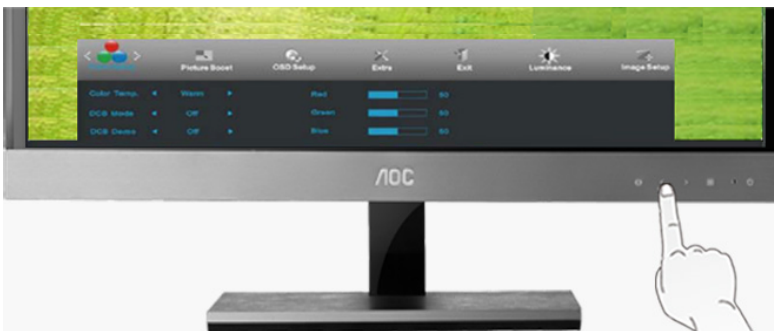 Picture Boost OSD Setup Extra Exit Luminance Image Setup
Color Temp. Warm Red 50
DCB Mode Off Green 50
DCB Demo Off Blue 50
AOC